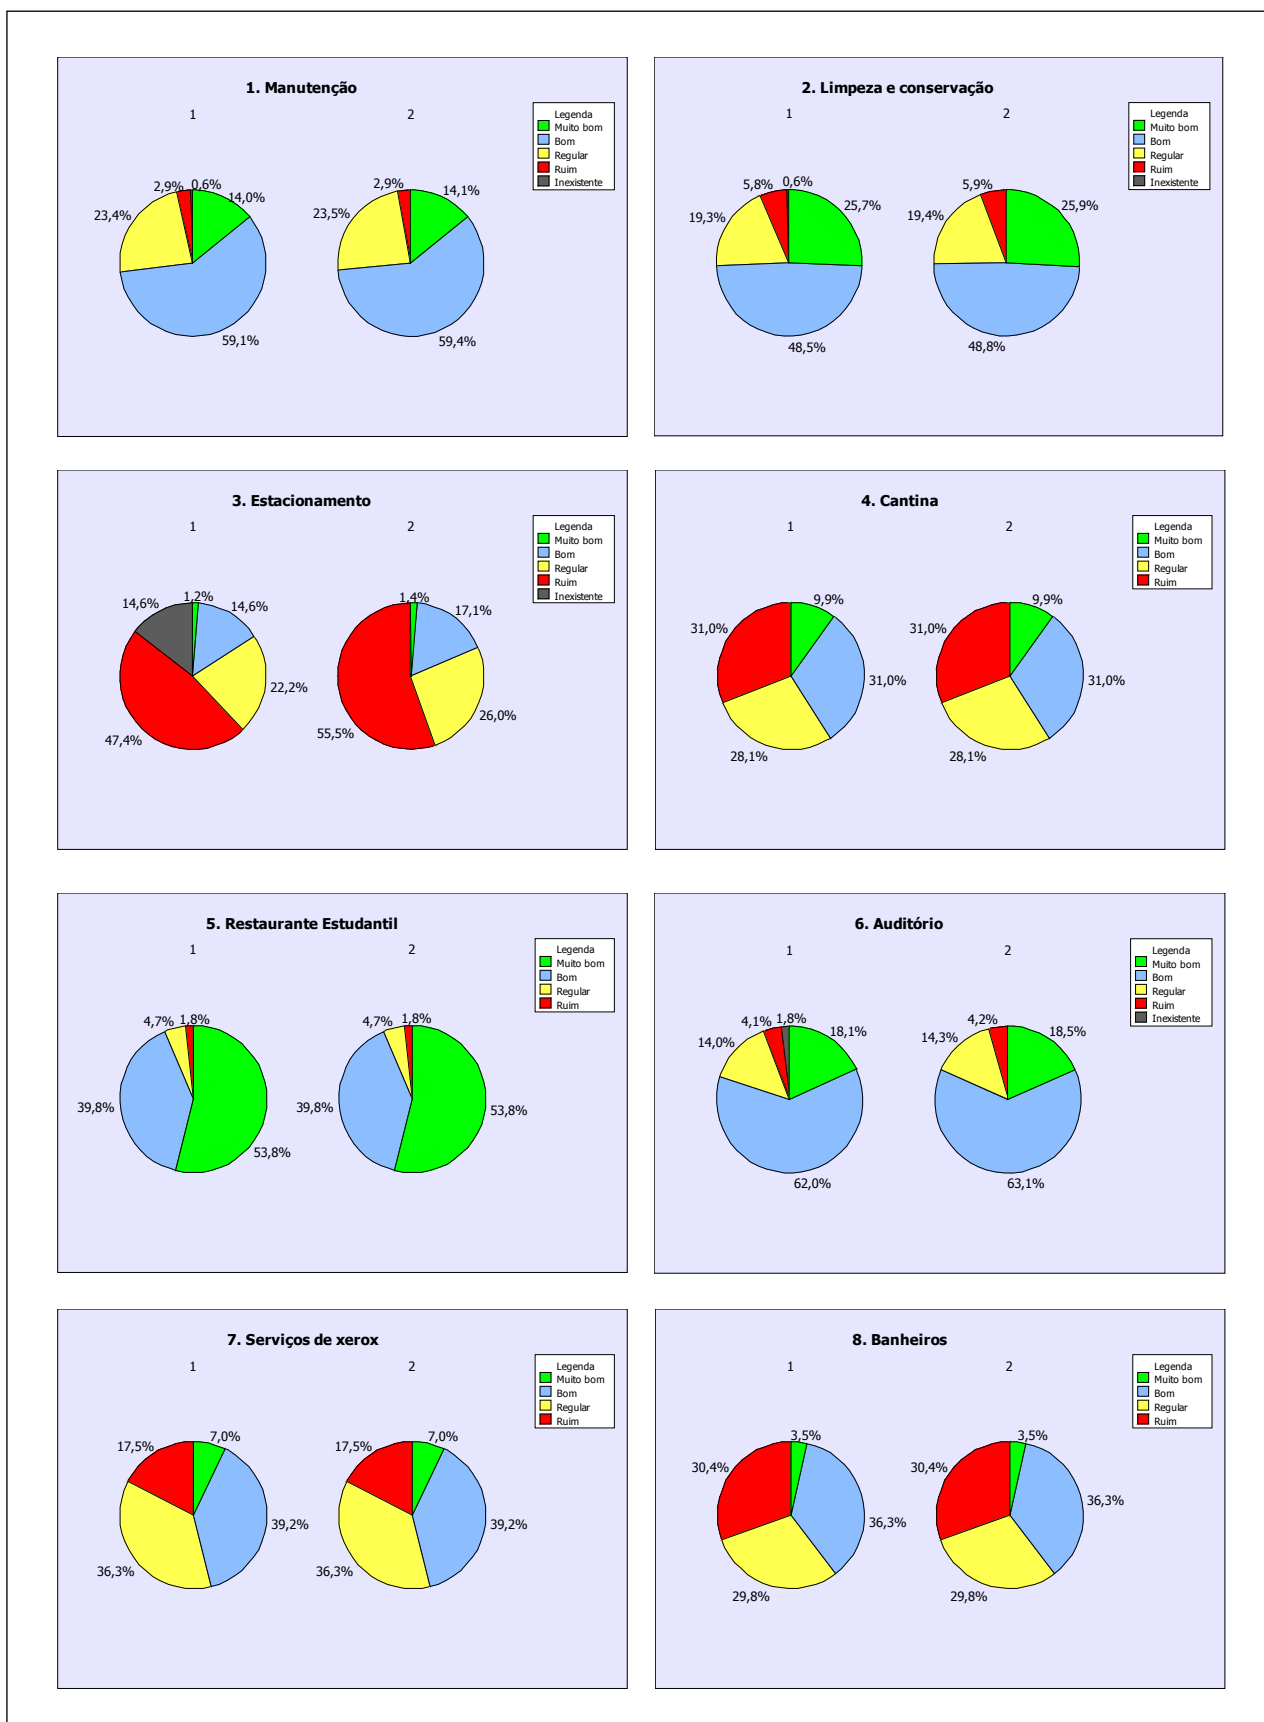 1. Manutenção
1
2
Legenda
Muito bom
Bom
Regular
Ruim
Inexistente
2,9%
0,6%
14,0%
23,4%
59,1%
2,9%
14,1%
23,5%
59,4%
2. Limpeza e conservação
1
2
Legenda
Muito bom
Bom
Regular
Ruim
Inexistente
5,8%
0,6%
25,7%
19,3%
48,5%
5,9%
25,9%
19,4%
48,8%
3. Estacionamento
1
2
Legenda
Muito bom
Bom
Regular
Ruim
Inexistente
14,6%
1,2%
14,6%
22,2%
47,4%
1,4%
17,1%
26,0%
55,5%
4. Cantina
1
2
Legenda
Muito bom
Bom
Regular
Ruim
9,9%
31,0%
31,0%
28,1%
9,9%
31,0%
31,0%
28,1%
5. Restaurante Estudantil
1
2
Legenda
Muito bom
Bom
Regular
Ruim
4,7%
1,8%
39,8%
53,8%
4,7%
1,8%
39,8%
53,8%
6. Auditório
1
2
Legenda
Muito bom
Bom
Regular
Ruim
Inexistente
4,1%
1,8%
18,1%
14,0%
62,0%
4,2%
18,5%
14,3%
63,1%
7. Serviços de xerox
1
2
Legenda
Muito bom
Bom
Regular
Ruim
17,5%
7,0%
39,2%
36,3%
17,5%
7,0%
39,2%
36,3%
8. Banheiros
1
2
Legenda
Muito bom
Bom
Regular
Ruim
3,5%
30,4%
36,3%
29,8%
3,5%
30,4%
36,3%
29,8%